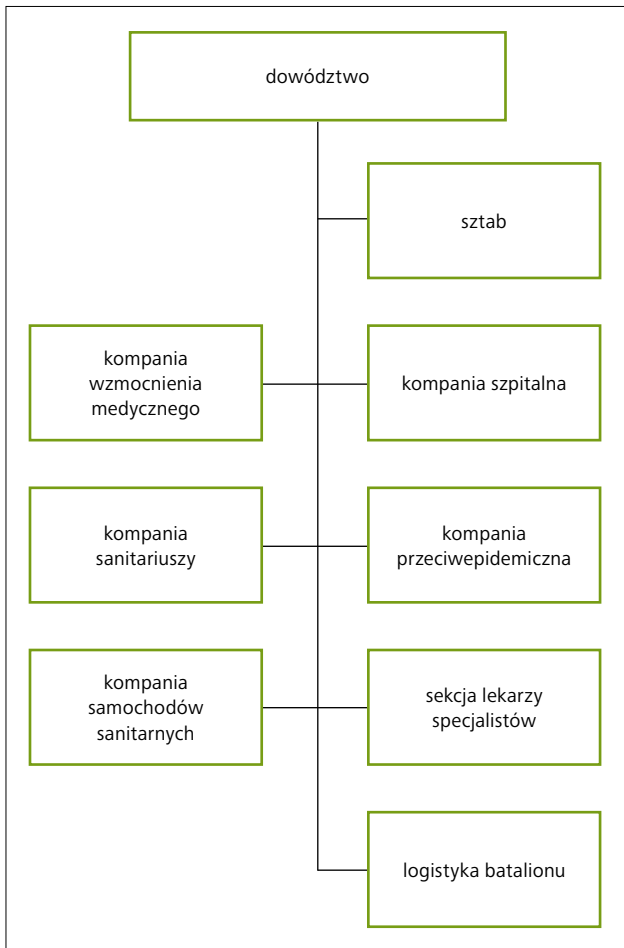 dowództwo
sztab
kompania
wzmocnienia
medycznego
kompania szpitalna
kompania
sanitariuszy
kompania
przeciwepidemiczna
kompania
samochodów
sanitarnych
sekcja lekarzy
specjalistów
logistyka batalionu